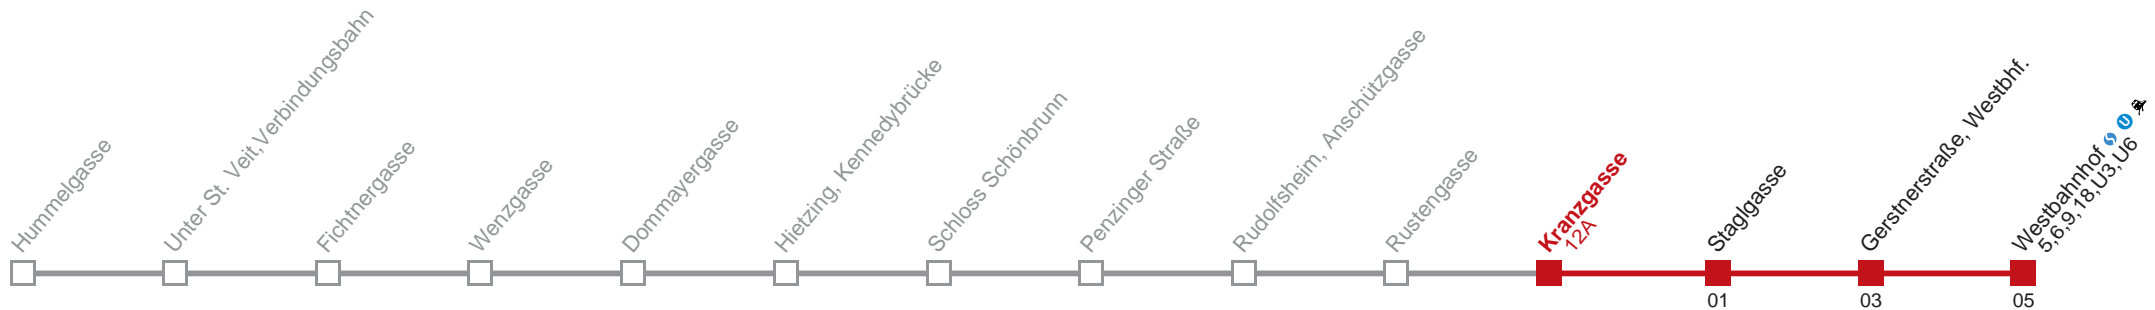 Hummelgasse
Unter St. Veit,Verbindungsbahn
Fichtnergasse
Wenzgasse
Dommayergasse
Hietzing, Kennedybrücke
Schloss Schönbrunn
Penzinger Straße
Rudolfsheim, Anschützgasse
Rustengasse
Kranzgasse
12A
Staglgasse
Gerstnerstraße, Westbhf.
Westbahnhof S U
5,6,9,18,U3,U6
01
03
05